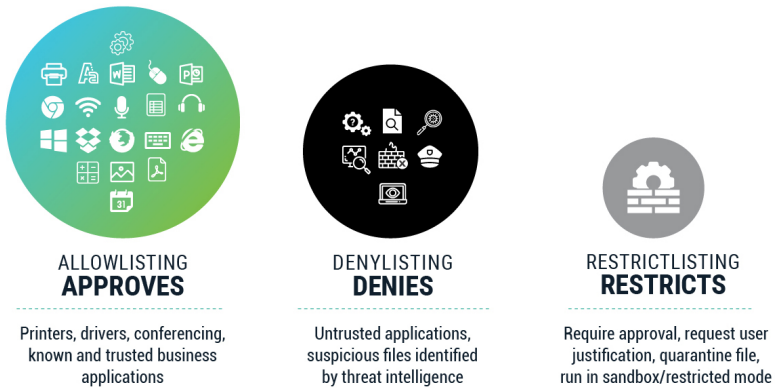 31
ALLOWLISTING
APPROVES
Printers, drivers, conferencing,
known and trusted business
applications
DENYLISTING
DENIES
Untrusted applications,
suspicious files identified
by threat intelligence
RESTRICTLISTING
RESTRICTS
Require approval, request user
justification, quarantine file,
run in sandbox/restricted mode